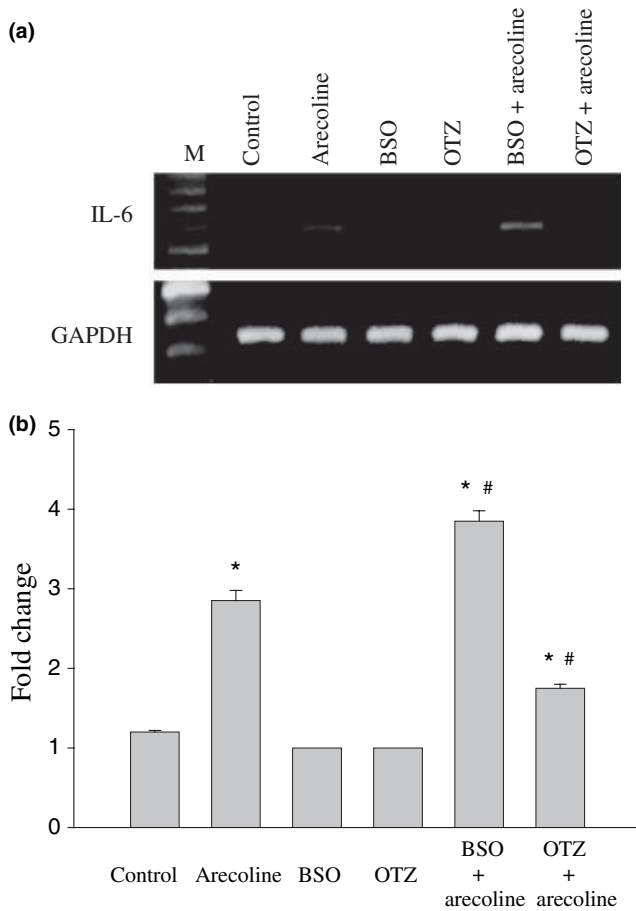 (a)
M
Control
Arecoline
BSO
OTZ
BSO + arecoline
OTZ + arecoline
IL-6
GAPDH
(b)
Fold change
5
4
3
2
1
0
*
* #
* #
Control
Arecoline
BSO
OTZ
BSO
+
arecoline
OTZ
+
arecoline